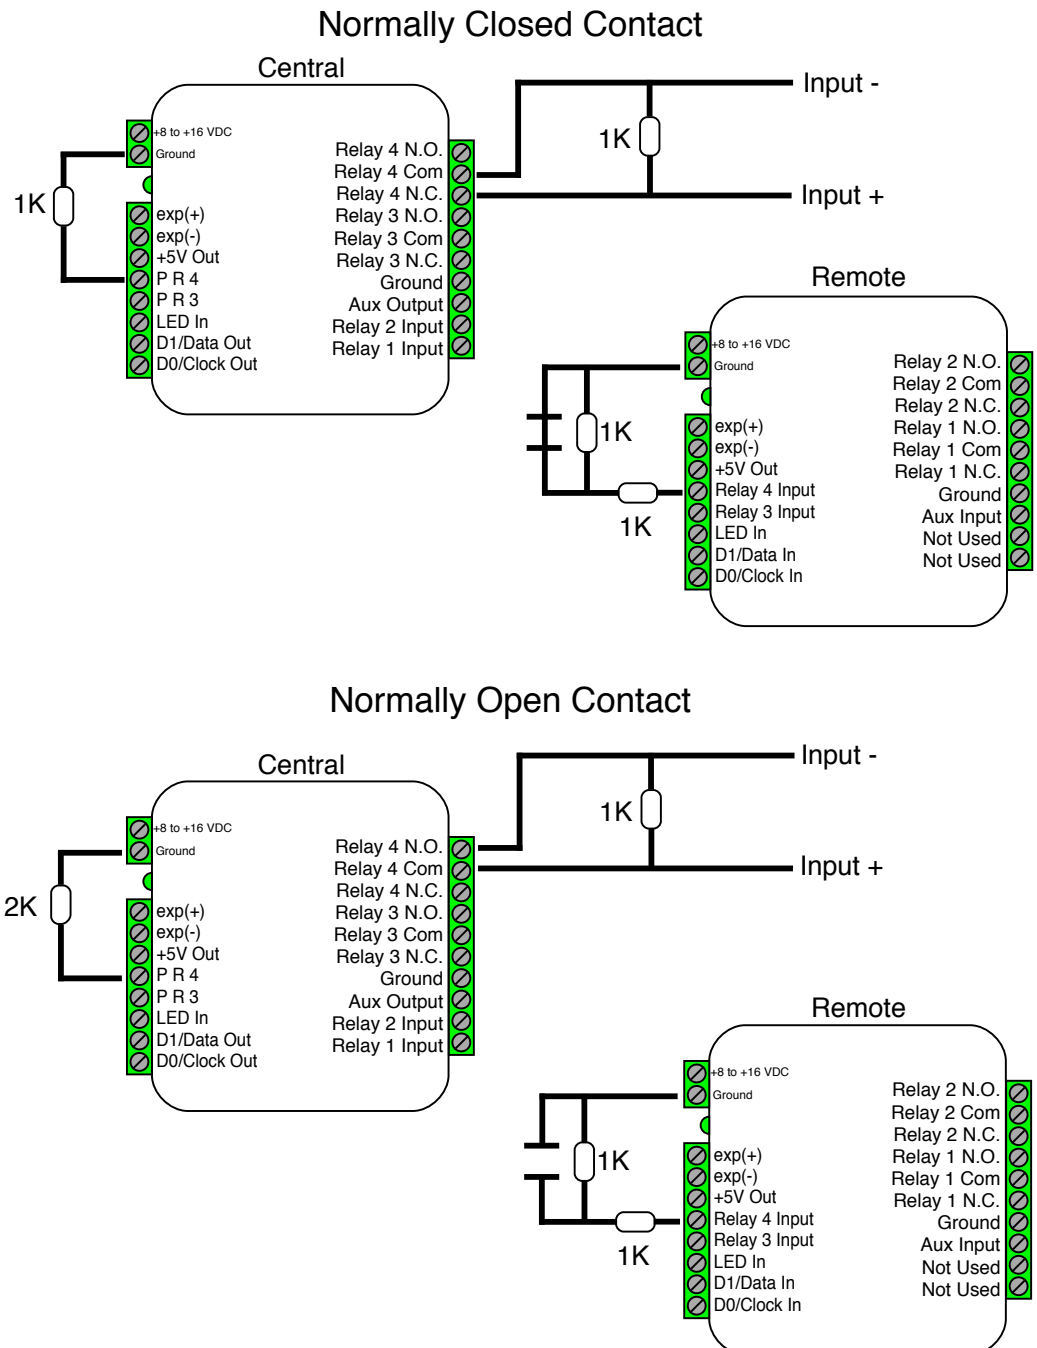 Normally Closed Contact
Central
+8 to +16 VDC
Ground
1K
exp(+)
exp(-)
+5V Out
P R 4
P R 3
LED In
D1/Data Out
D0/Clock Out
Relay 4 N.O.
Relay 4 Com
Relay 4 N.C.
Relay 3 N.O.
Relay 3 Com
Relay 3 N.C.
Ground
Aux Output
Relay 2 Input
Relay 1 Input
Input -
1K
Input +
Remote
+8 to +16 VDC
Ground
1K
1K
exp(+)
exp(-)
+5V Out
Relay 4 Input
Relay 3 Input
LED In
D1/Data In
D0/Clock In
Relay 2 N.O.
Relay 2 Com
Relay 2 N.C.
Relay 1 N.O.
Relay 1 Com
Relay 1 N.C.
Ground
Aux Input
Not Used
Not Used
Normally Open Contact
Central
+8 to +16 VDC
Ground
2K
exp(+)
exp(-)
+5V Out
P R 4
P R 3
LED In
D1/Data Out
D0/Clock Out
Relay 4 N.O.
Relay 4 Com
Relay 4 N.C.
Relay 3 N.O.
Relay 3 Com
Relay 3 N.C.
Ground
Aux Output
Relay 2 Input
Relay 1 Input
Input -
1K
Input +
Remote
+8 to +16 VDC
Ground
1K
1K
exp(+)
exp(-)
+5V Out
Relay 4 Input
Relay 3 Input
LED In
D1/Data In
D0/Clock In
Relay 2 N.O.
Relay 2 Com
Relay 2 N.C.
Relay 1 N.O.
Relay 1 Com
Relay 1 N.C.
Ground
Aux Input
Not Used
Not Used